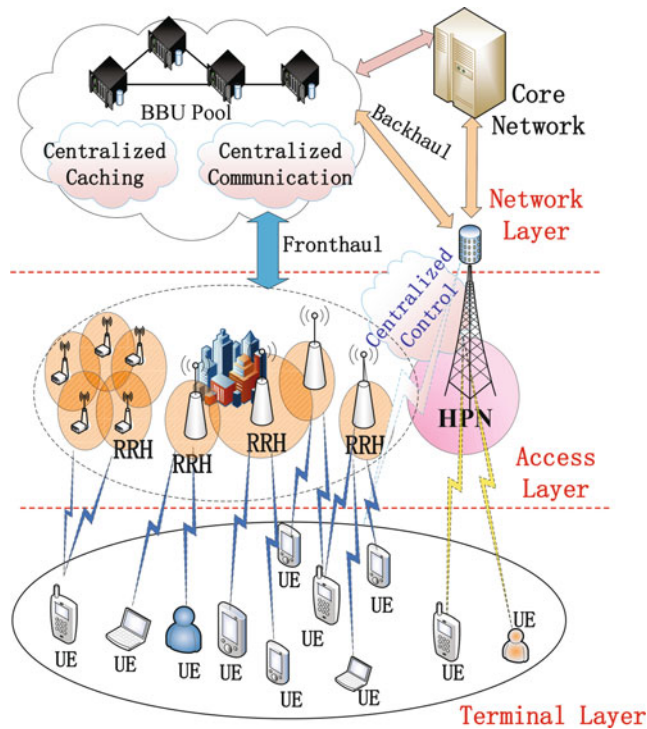 BBU Pool
Centralized
Caching
Centralized
Communication
Core
Network
Backhaul
Network
Layer
Fronthaul
Centralized
Control
RRH
RRH
RRH
RRH
HPN
Access
Layer
UE
UE
UE
UE
UE
UE
UE
UE
UE
UE
UE
Terminal Layer